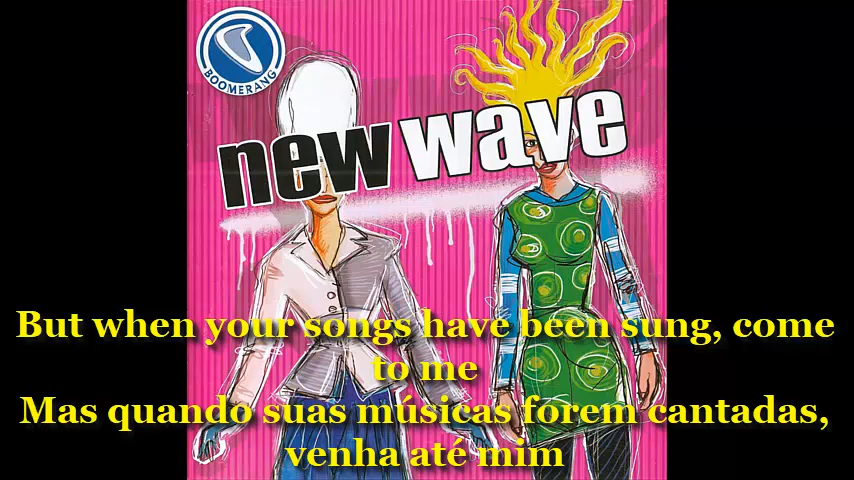 BOOMERANG
new wave
But when your songs have been sung, come
to me
Mas quando suas músicas forem cantadas,
venha até mim